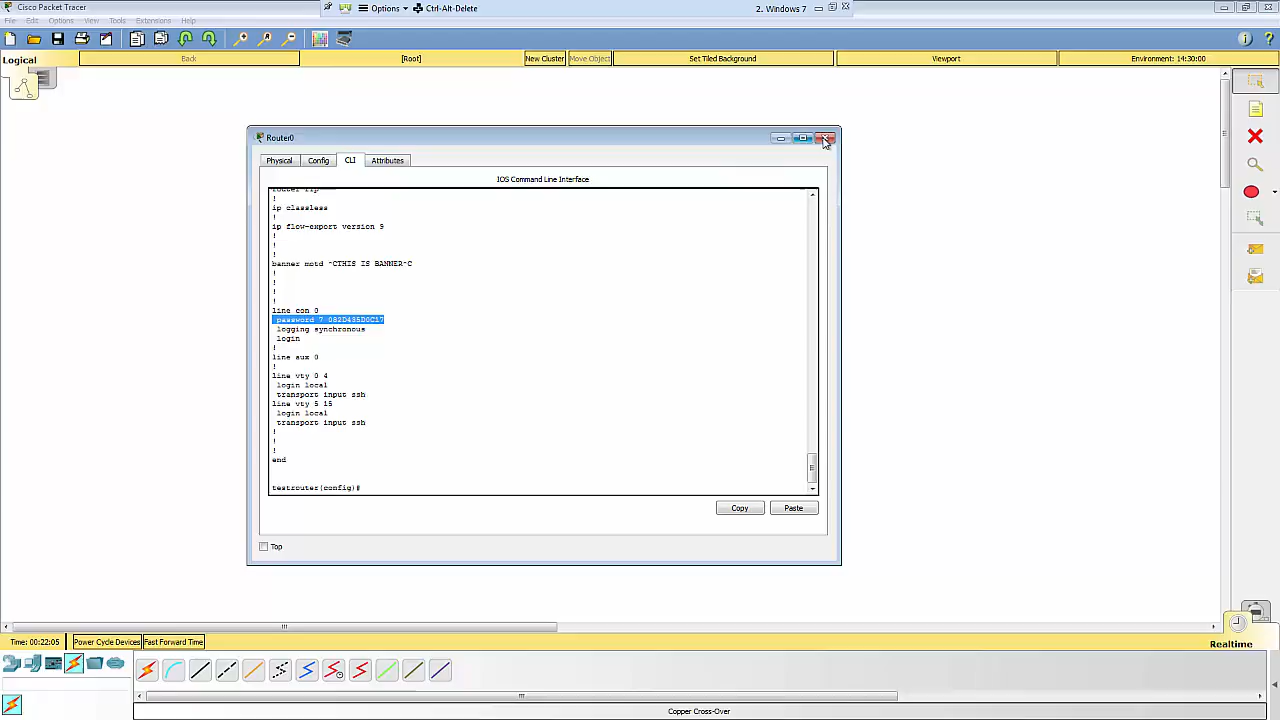 Cisco Packet Tracer
Options
Ctrl-Alt-Delete
2. Windows 7
File Edit Options View Tools Extensions Help
Logical
Back
[Root]
New Cluster
Move Object
Set Tiled Background
Viewport
Environment: 14:30:00
Router0
Physical
Config
CLI
Attributes
IOS Command Line Interface
router rip
!
ip classless
!
ip flow-export version 9
!
!
!
banner motd ^CTHIS IS BANNER^C
!
!
!
!
line con 0
password 7 082D495D0C17
logging synchronous
login
!
line aux 0
!
line vty 0 4
login local
transport input ssh
line vty 5 15
login local
transport input ssh
!
!
!
end
testrouter(config)#
Copy
Paste
Top
Time: 00:22:05
Power Cycle Devices
Fast Forward Time
Realtime
Copper Cross-Over